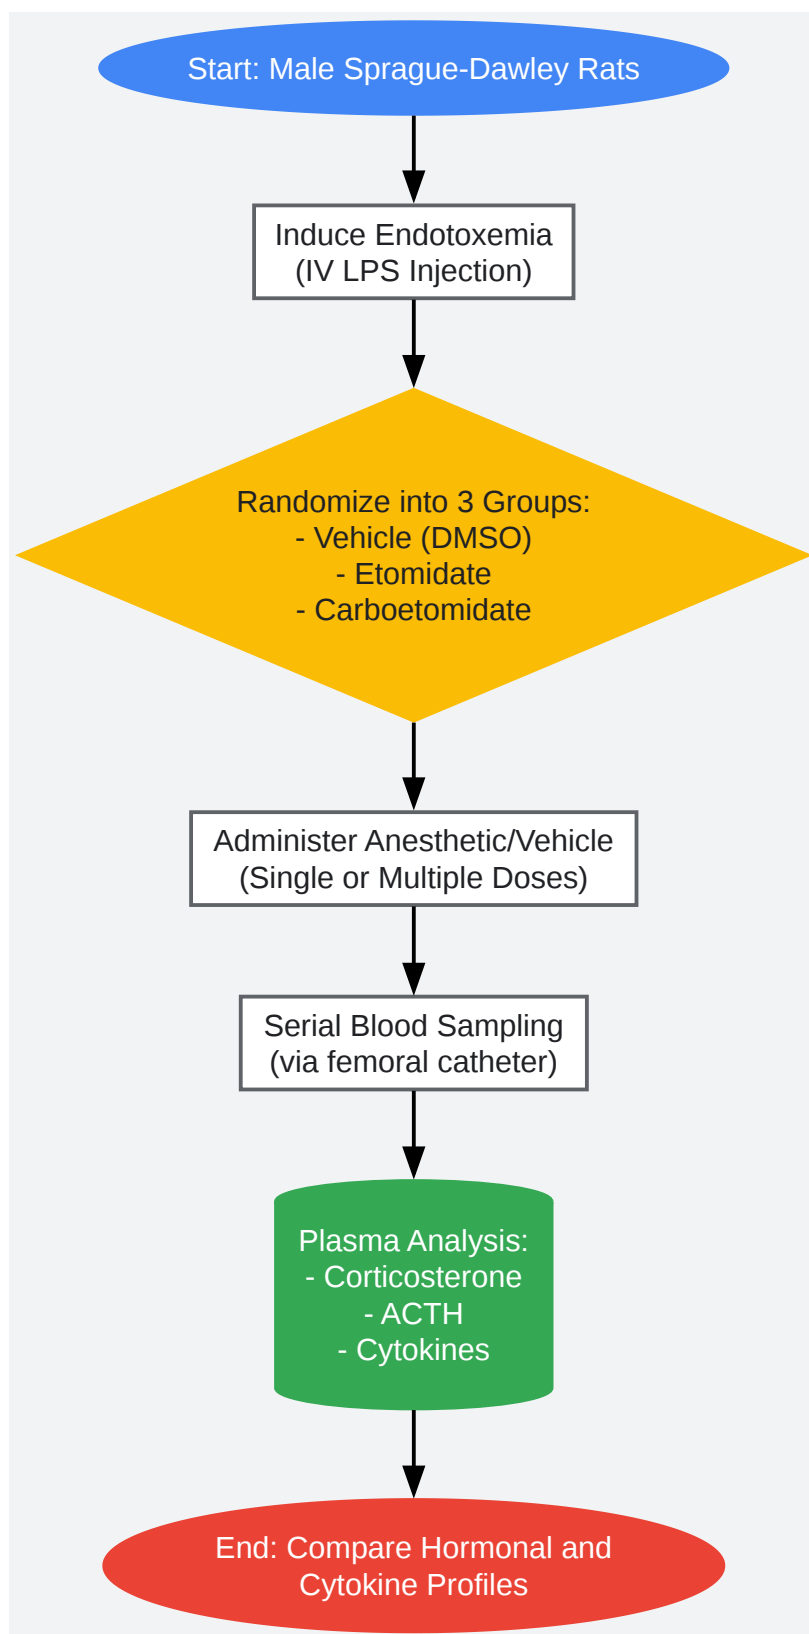 Start: Male Sprague-Dawley Rats
Induce Endotoxemia
(IV LPS Injection)
Randomize into 3 Groups:
- Vehicle (DMSO)
- Etomidate
- Carboetomidate
Administer Anesthetic/Vehicle
(Single or Multiple Doses)
Serial Blood Sampling
(via femoral catheter)
Plasma Analysis:
- Corticosterone
- ACTH
- Cytokines
End: Compare Hormonal and
Cytokine Profiles